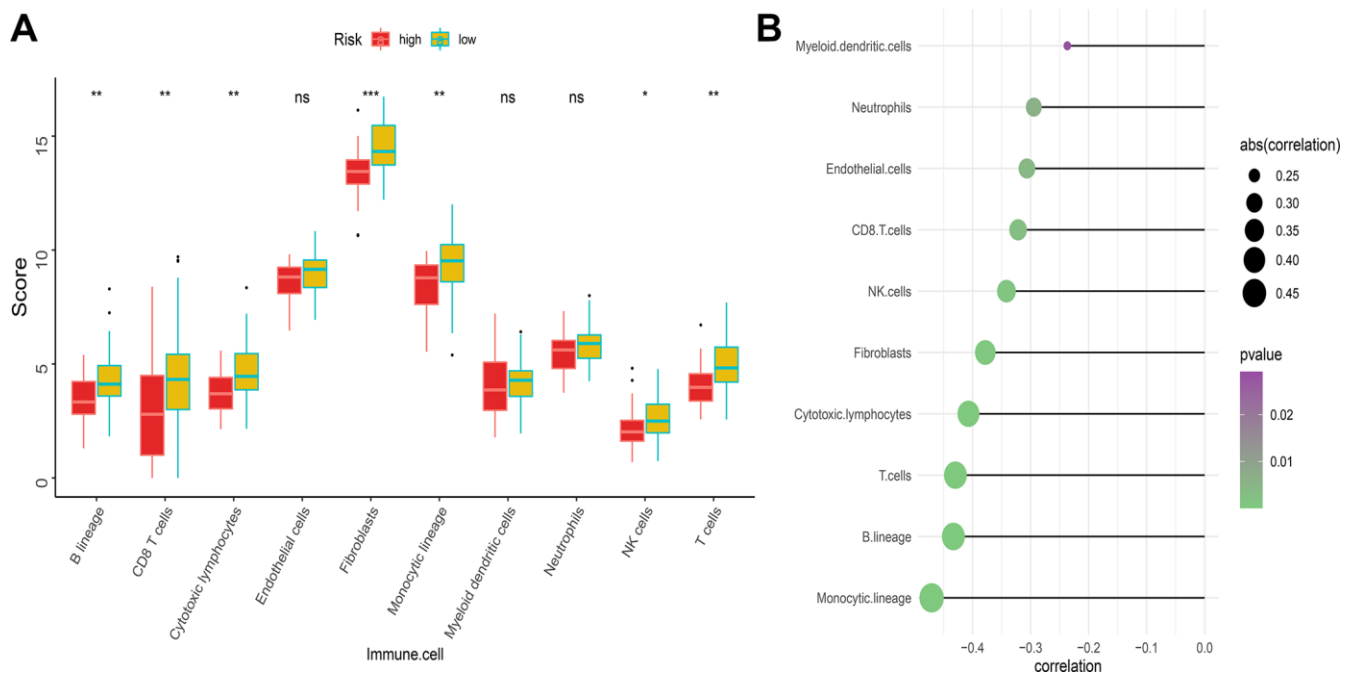 A
Risk high low
** ** ** ns *** ** ns ns * **
Score
15
10
5
0
B lineage
CD8 T cells
Cytotoxic lymphocytes
Endothelial cells
Fibroblasts
Monocytic lineage
Myeloid dendritic cells
Neutrophils
NK cells
T cells
Immune.cell
B
Myeloid.dendritic.cells
Neutrophils
Endothelial.cells
CD8.T.cells
NK.cells
Fibroblasts
Cytotoxic.lymphocytes
T.cells
B.lineage
Monocytic.lineage
−0.4 −0.3 −0.2 −0.1 0.0
correlation
abs(correlation)
0.25
0.30
0.35
0.40
0.45
pvalue
0.02
0.01